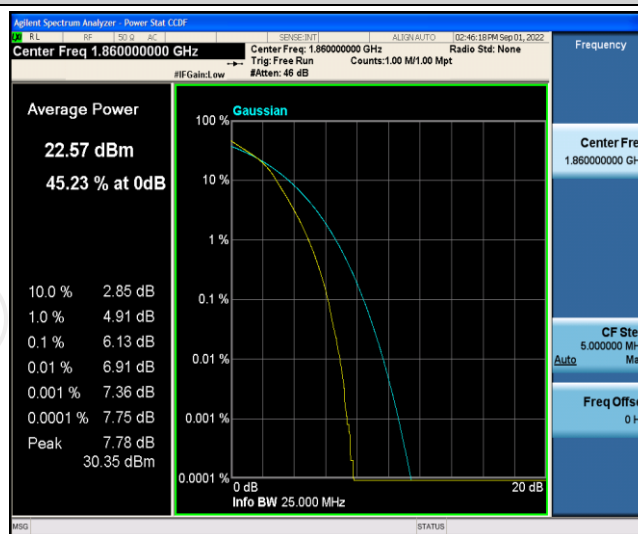 Agilent Spectrum Analyzer - Power Stat CCDF
RL RF 50 Ω AC SENSE:INT ALIGN AUTO 02:46:18 PM Sep 01, 2022
Center Freq 1.860000000 GHz
Center Freq: 1.860000000 GHz Radio Std: None
Trig: Free Run Counts:1.00 M/1.00 Mpt
#IFGain:Low #Atten: 46 dB
Frequency
Average Power
22.57 dBm
45.23 % at 0dB
10.0 % 2.85 dB
1.0 % 4.91 dB
0.1 % 6.13 dB
0.01 % 6.91 dB
0.001 % 7.36 dB
0.0001 % 7.75 dB
Peak 7.78 dB
30.35 dBm
Gaussian
100 %
10 %
1 %
0.1 %
0.01 %
0.001 %
0.0001 %
0 dB 20 dB
Info BW 25.000 MHz
Center Fre
1.860000000 GH
CF Ste
5.000000 MH
Auto Ma
Freq Offse
0 H
MSG STATUS